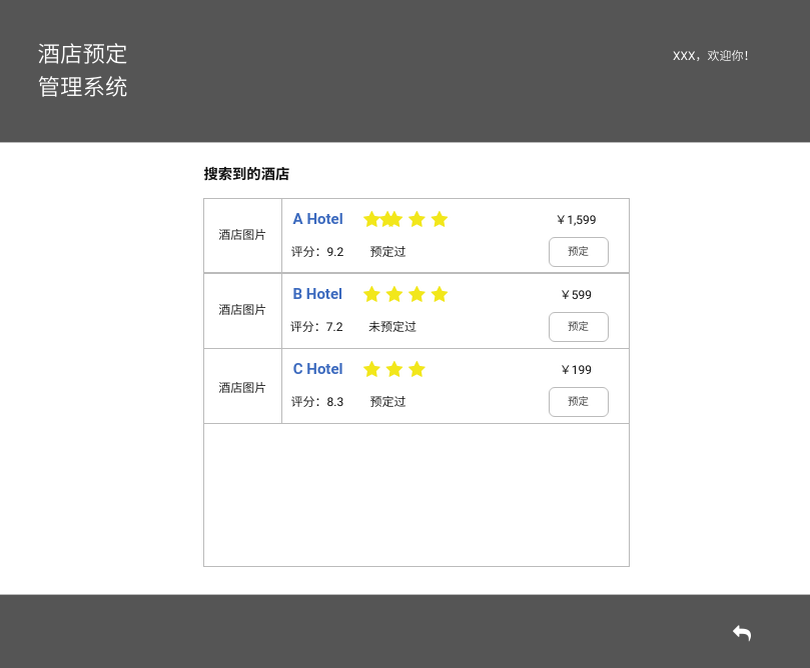 酒店预定
管理系统
XXX，欢迎你!
搜索到的酒店
酒店图片
A Hotel
￥1,599
评分：9.2
预定过
预定
酒店图片
B Hotel
￥599
评分：7.2
未预定过
预定
酒店图片
C Hotel
￥199
评分：8.3
预定过
预定